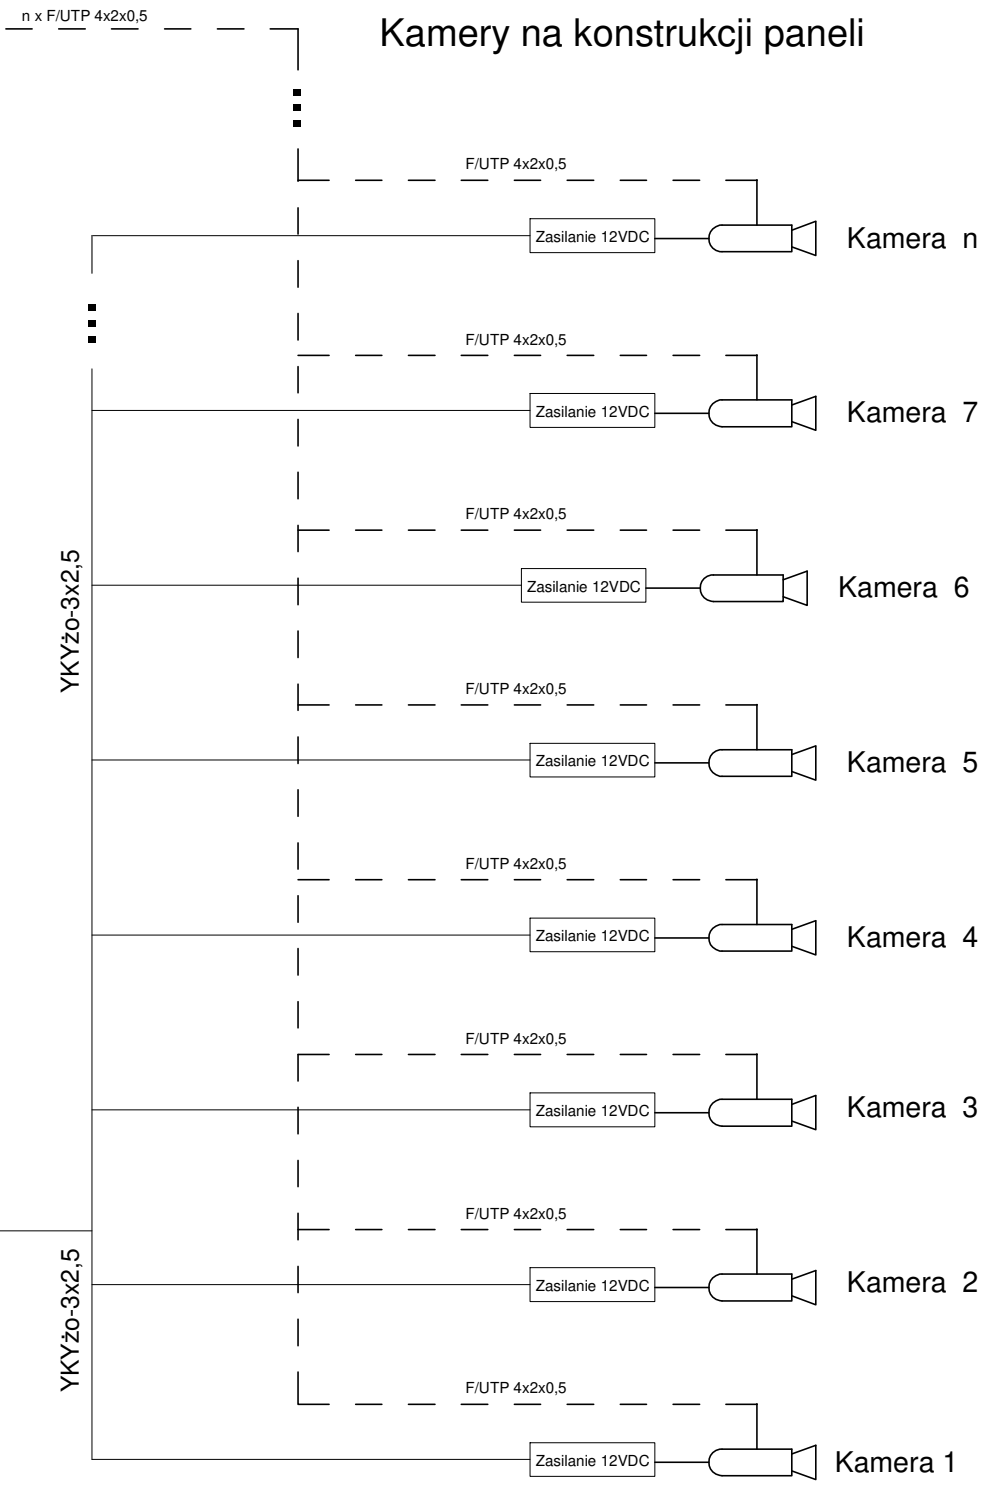 n x F/UTP 4x2x0,5
Kamery na konstrukcji paneli
F/UTP 4x2x0,5
Zasilanie 12VDC
Kamera n
F/UTP 4x2x0,5
Zasilanie 12VDC
Kamera 7
F/UTP 4x2x0,5
YKYżo-3x2,5
Zasilanie 12VDC
Kamera 6
F/UTP 4x2x0,5
Zasilanie 12VDC
Kamera 5
F/UTP 4x2x0,5
Zasilanie 12VDC
Kamera 4
F/UTP 4x2x0,5
Zasilanie 12VDC
Kamera 3
F/UTP 4x2x0,5
YKYżo-3x2,5
Zasilanie 12VDC
Kamera 2
F/UTP 4x2x0,5
Zasilanie 12VDC
Kamera 1